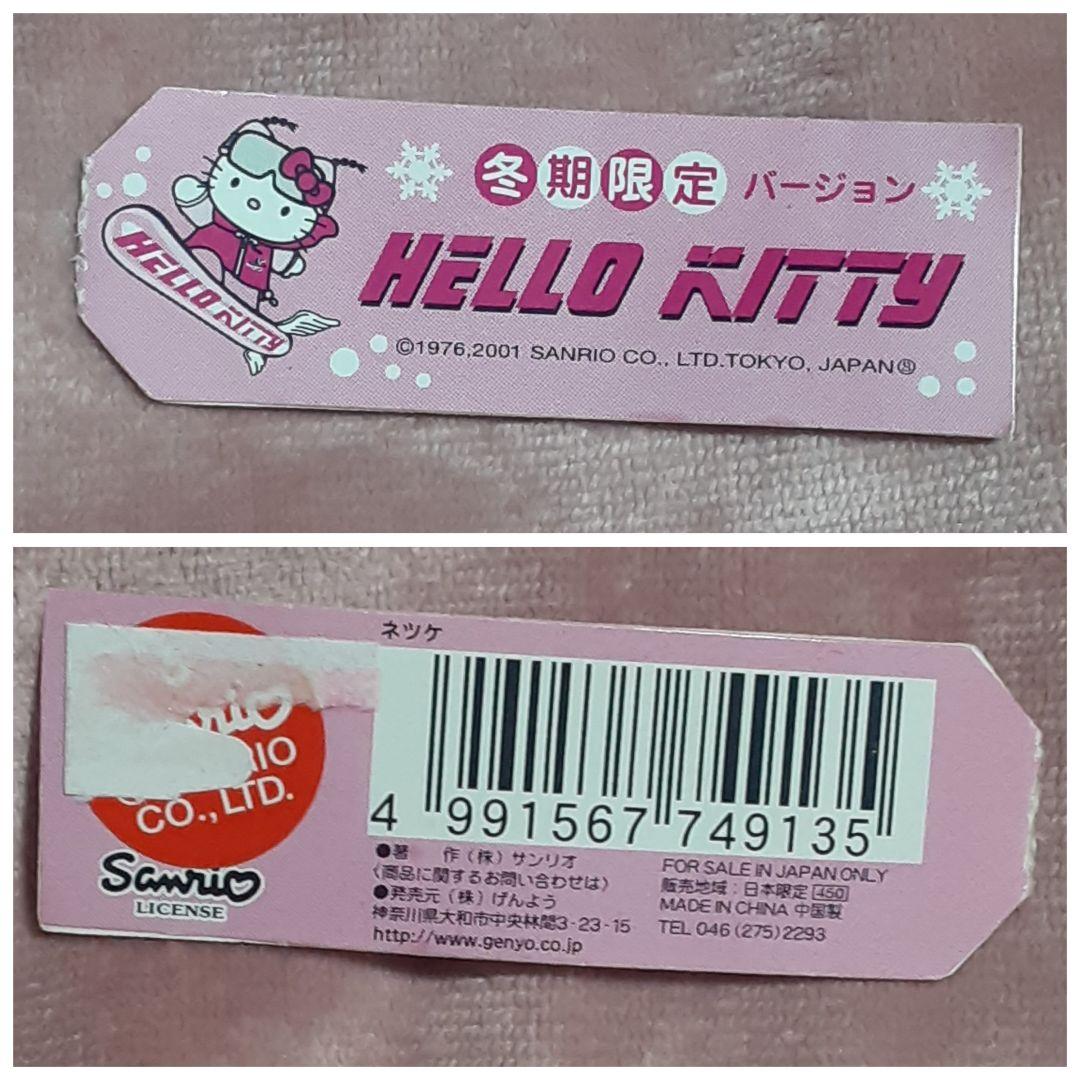 冬期限定 バージョン
HELLO KITTY
HELLO KITTY
©1976,2001 SANRIO CO., LTD.TOKYO, JAPANⓈ
ネツケ
CO., LTD.
Sanrio
LICENSE
4 991567 749135
●著 作(株)サンリオ
〈商品に関するお問い合わせは〉
●発売元(株)げんよう
神奈川県大和市中央林間3-23-15
http://www.genyo.co.jp
FOR SALE IN JAPAN ONLY
販売地域:日本限定 450
MADE IN CHINA 中国製
TEL 046(275)2293